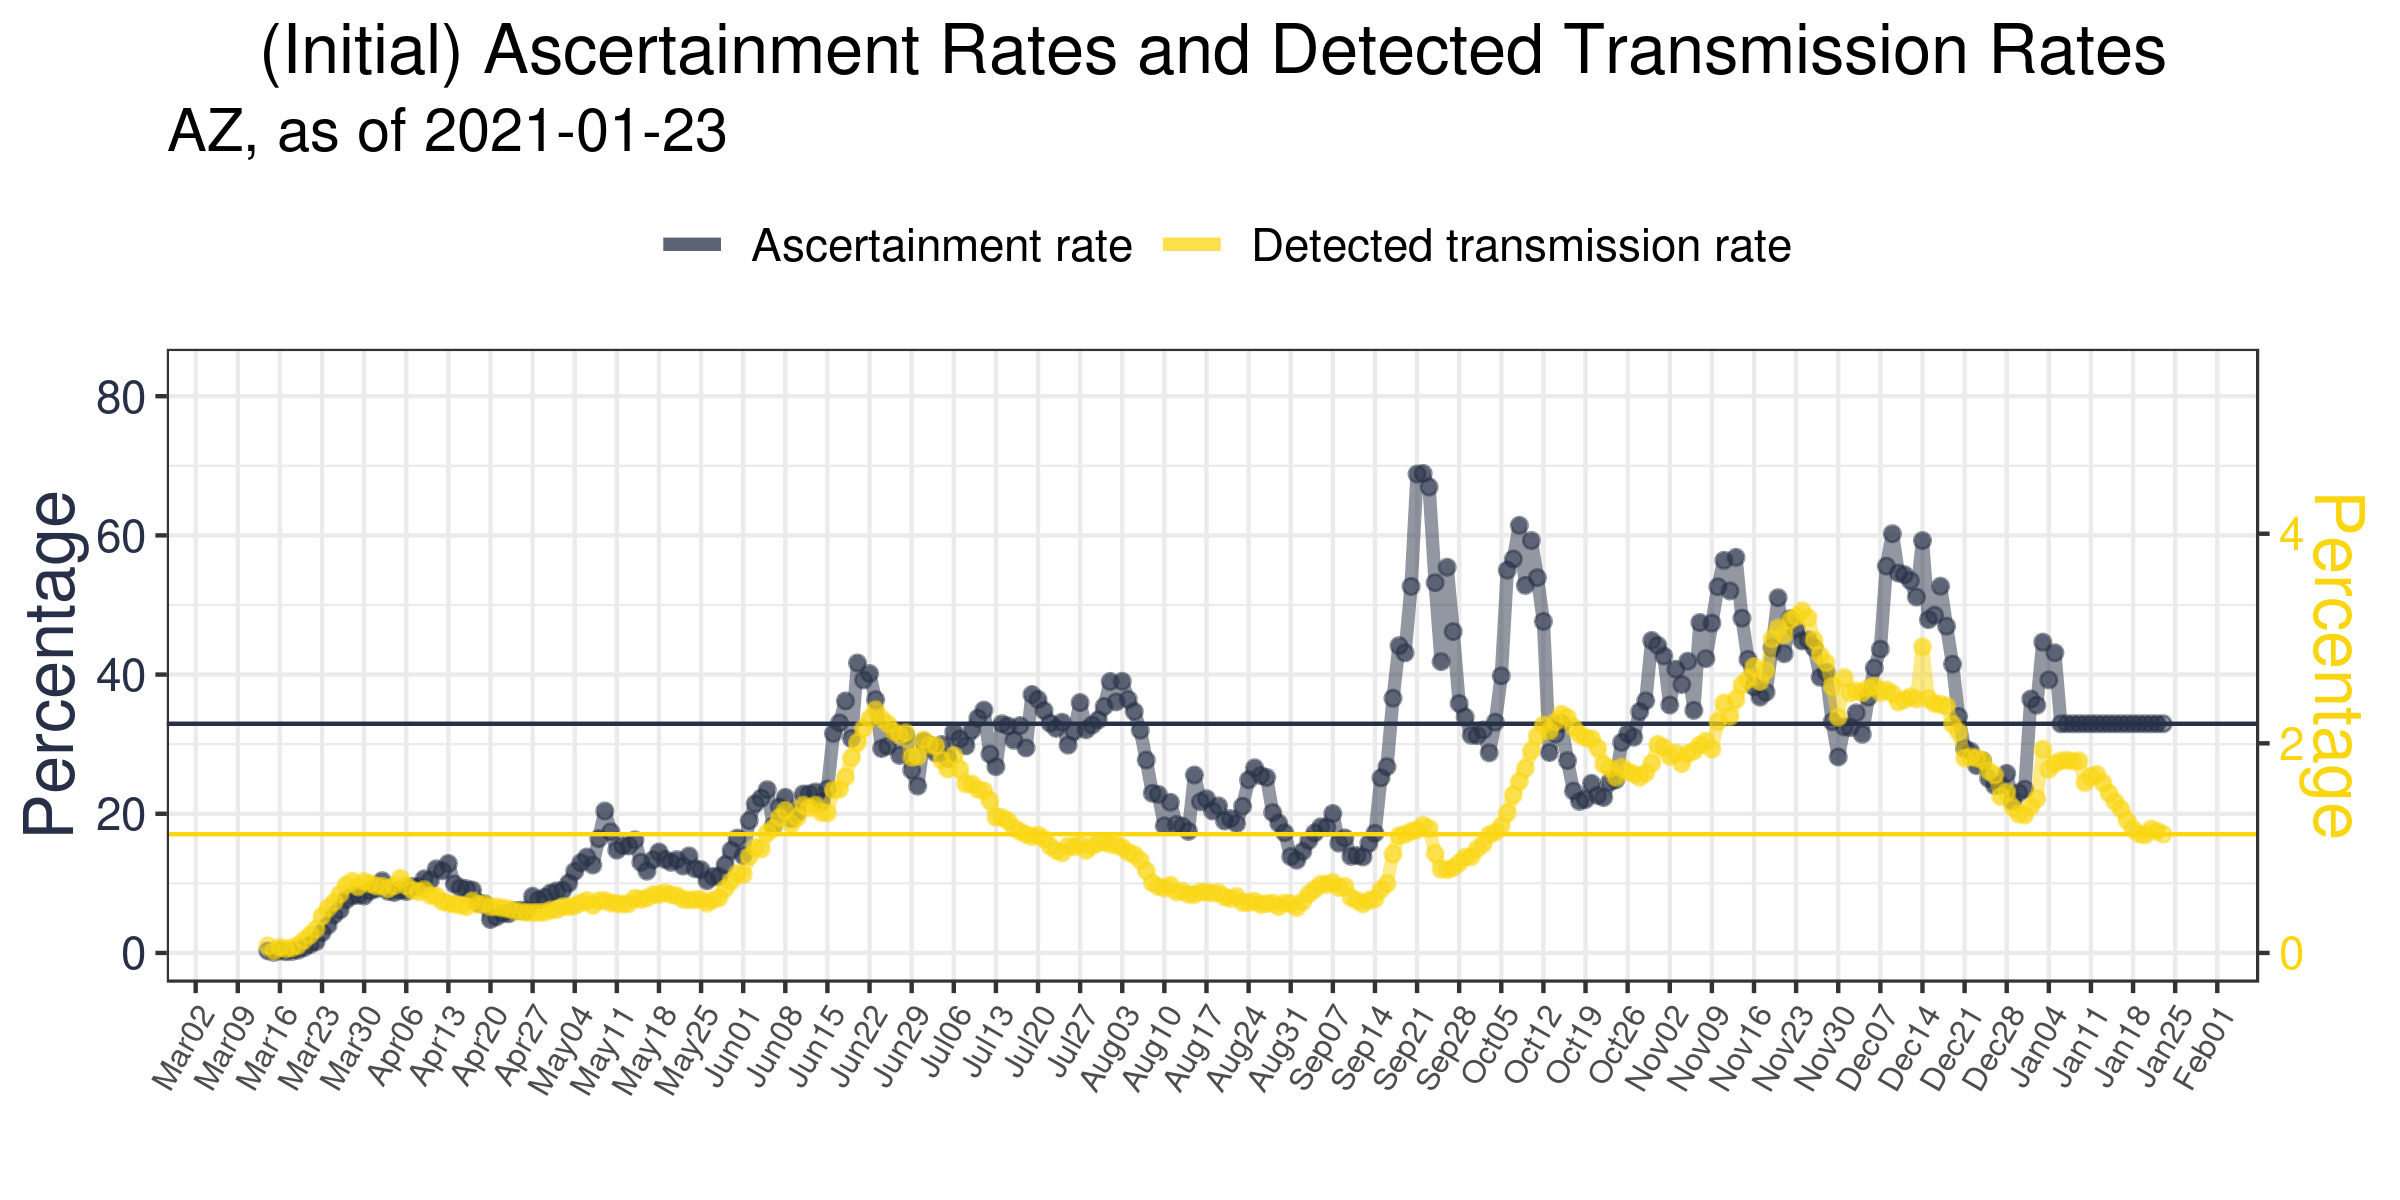 (Initial) Ascertainment Rates and Detected Transmission Rates
AZ, as of 2021-01-23
Ascertainment rate
Detected transmission rate
Percentage
80
60
40
20
0
4
2
0
Percentage
Mar02
Mar09
Mar16
Mar23
Mar30
Apr06
Apr13
Apr20
Apr27
May04
May11
May18
May25
Jun01
Jun08
Jun15
Jun22
Jun29
Jul06
Jul13
Jul20
Jul27
Aug03
Aug10
Aug17
Aug24
Aug31
Sep07
Sep14
Sep21
Sep28
Oct05
Oct12
Oct19
Oct26
Nov02
Nov09
Nov16
Nov23
Nov30
Dec07
Dec14
Dec21
Dec28
Jan04
Jan11
Jan18
Jan25
Feb01